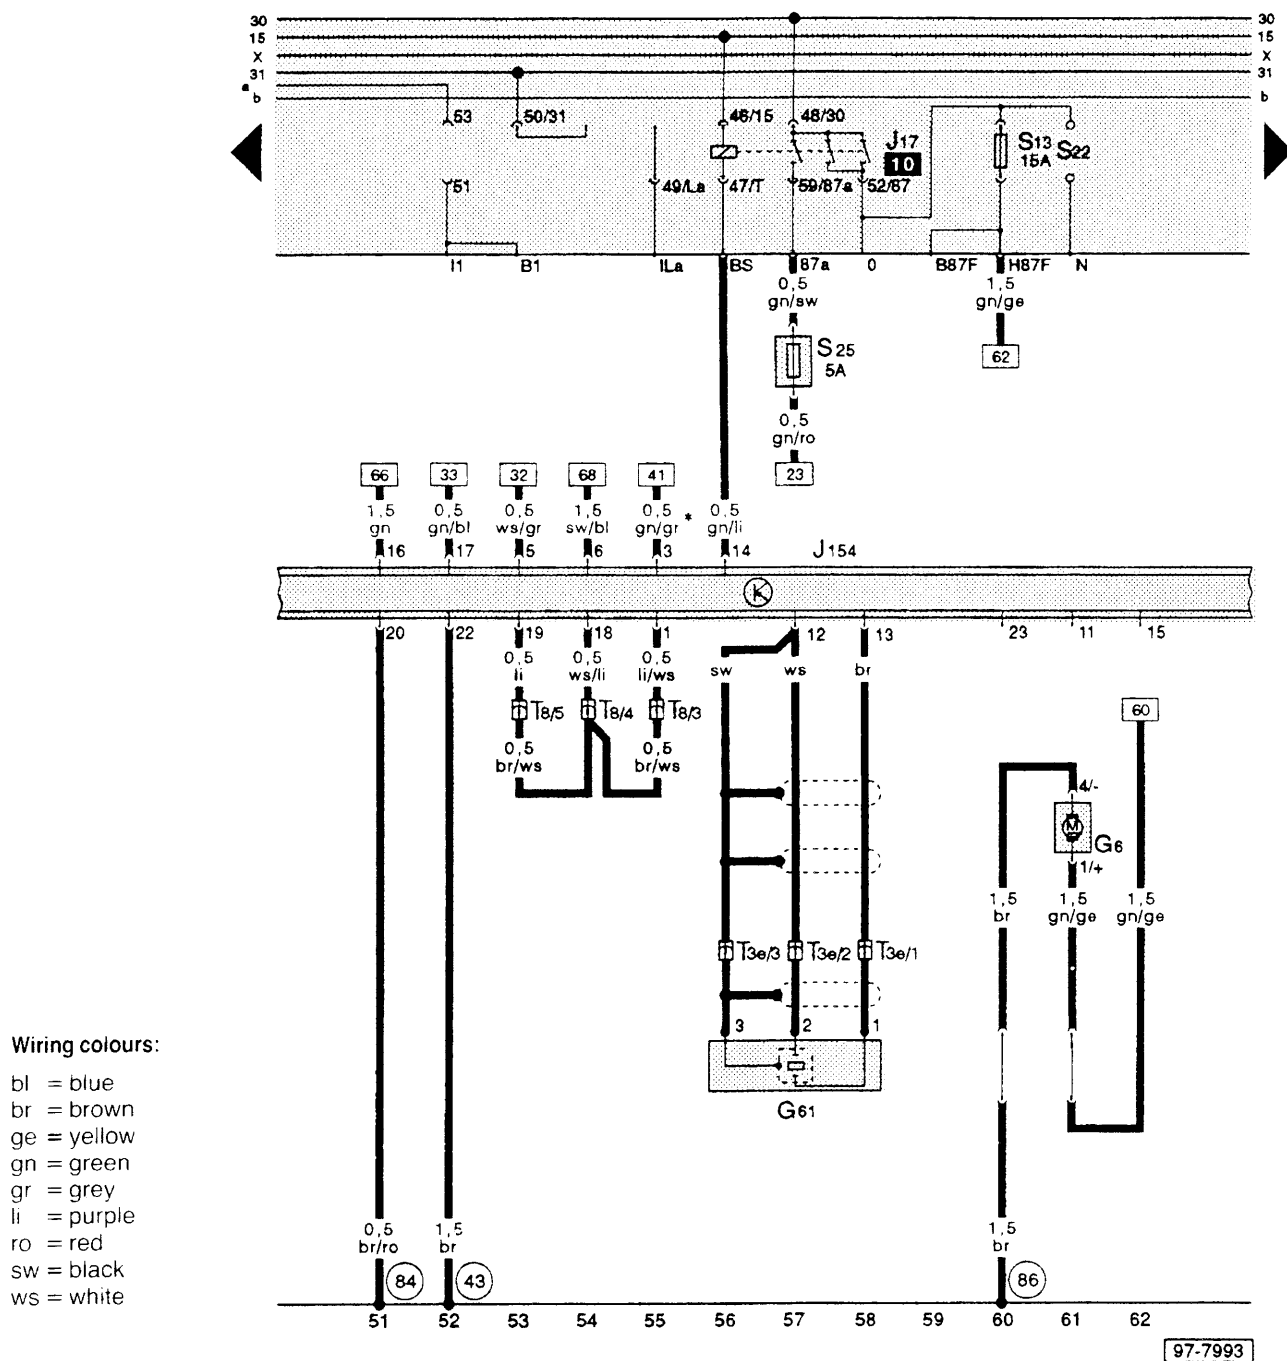 30 30
15 15
X X
31 31
a
b b
53 50/31 46/15 48/30
J17 S13 S22
10 15A
51 49/La 47/T 59/87a 52/87
I1 B1 ILa BS 87a 0 B87F H87F N
0,5 1,5
gn/sw gn/ge
S25
5A 62
0,5
gn/ro
66 33 32 68 41 23
1,5 0,5 0,5 1,5 0,5 * 0,5
gn gn/bl ws/gr sw/bl gn/gr gn/li
16 17 5 6 3 14 J154
20 22 19 18 1 12 13 23 11 15
0,5 0,5 0,5
li ws/li li/ws sw ws br
T8/5 T8/4 T8/3 60
0,5 0,5
br/ws br/ws
4/-
M
G6
1/+
1,5 1,5 1,5
br gn/ge gn/ge
T3e/3 T3e/2 T3e/1
3 2 1
G61
Wiring colours:
bl = blue
br = brown
ge = yellow
gn = green
gr = grey
li = purple
ro = red
sw = black
ws = white
0,5 1,5 1,5
br/ro br br
84 43 86
51 52 53 54 55 56 57 58 59 60 61 62
97-7993